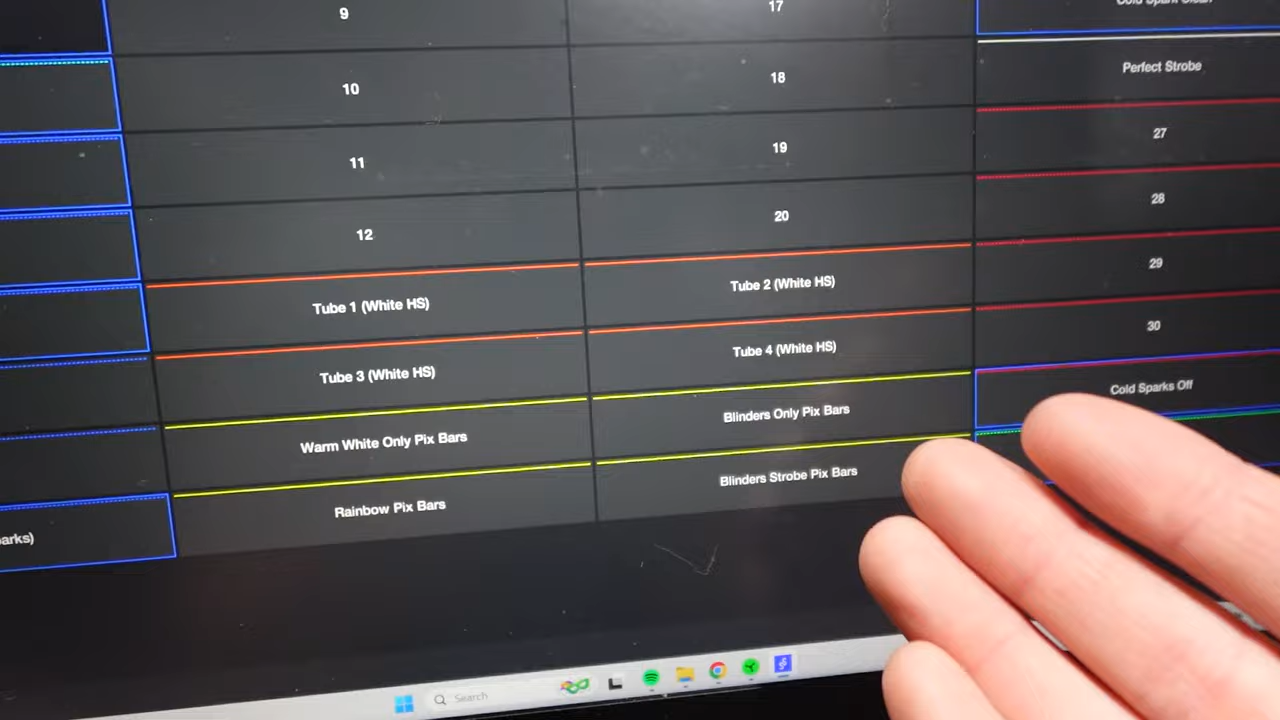 9
17
10
18
Perfect Strobe
11
19
27
12
20
28
Tube 1 (White HS)
Tube 2 (White HS)
29
Tube 3 (White HS)
Tube 4 (White HS)
30
Warm White Only Pix Bars
Blinders Only Pix Bars
Cold Sparks Off
arks)
Rainbow Pix Bars
Blinders Strobe Pix Bars
Search